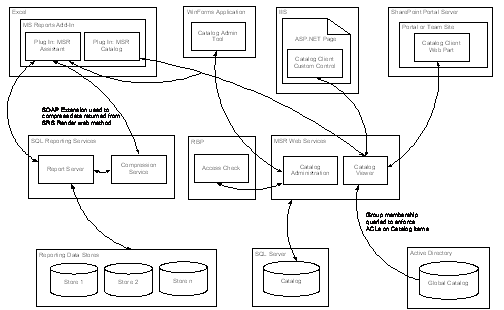 Excel
MS Reports Add-In
Plug In: MSR
Assistant
Plug In: MSR
Catalog
WinForms Application
Catalog Admin
Tool
IIS
ASP.NET Page
Catalog Client
Custom Control
SharePoint Portal Server
Portal or Team Site
Catalog Client
Web Part
SOAP Extension used to
compress data returned from
SRS Render web method
SQL Reporting Services
Report Server
Compression
Service
RBP
Access Check
MSR Web Services
Catalog
Administration
Catalog
Viewer
Group membership
queried to enforce
ACLs on Catalog items
Reporting Data Stores
Store 1
Store 2
Store n
SQL Server
Catalog
Active Directory
Global Catalog